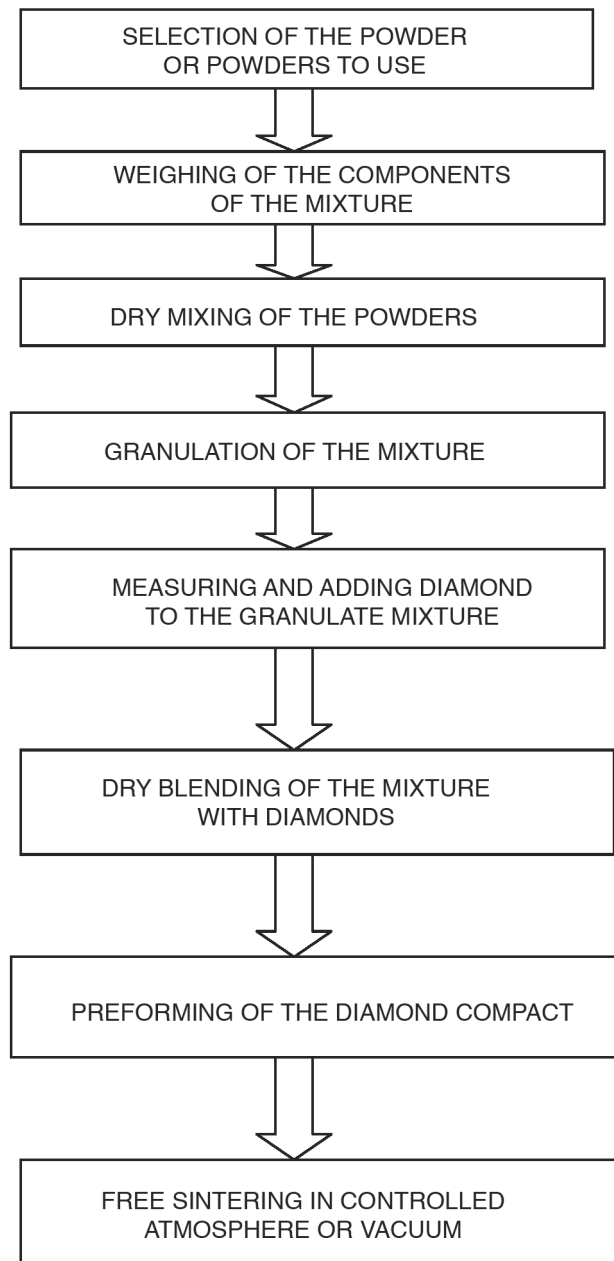 SELECTION OF THE POWDER
OR POWDERS TO USE
WEIGHING OF THE COMPONENTS
OF THE MIXTURE
DRY MIXING OF THE POWDERS
GRANULATION OF THE MIXTURE
MEASURING AND ADDING DIAMOND
TO THE GRANULATE MIXTURE
DRY BLENDING OF THE MIXTURE
WITH DIAMONDS
PREFORMING OF THE DIAMOND COMPACT
FREE SINTERING IN CONTROLLED
ATMOSPHERE OR VACUUM